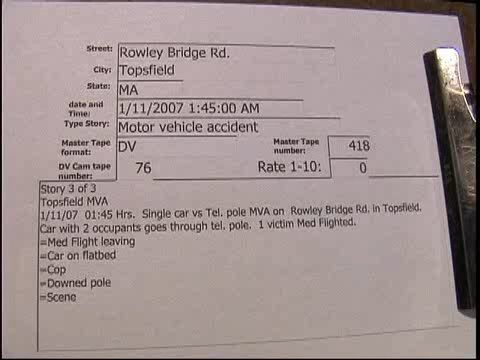 Street: Rowley Bridge Rd.
City: Topsfield
State: MA
date and Time: 1/11/2007 1:45:00 AM
Type Story: Motor vehicle accident
Master Tape format: DV Master Tape number: 418
DV Cam tape number: 76 Rate 1-10: 0
Story 3 of 3
Topsfield MVA
1/11/07 01:45 Hrs. Single car vs Tel. pole MVA on Rowley Bridge Rd. in Topsfield.
Car with 2 occupants goes through tel. pole. 1 victim Med Flighted.
=Med Flight leaving
=Car on flatbed
=Cop
=Downed pole
=Scene